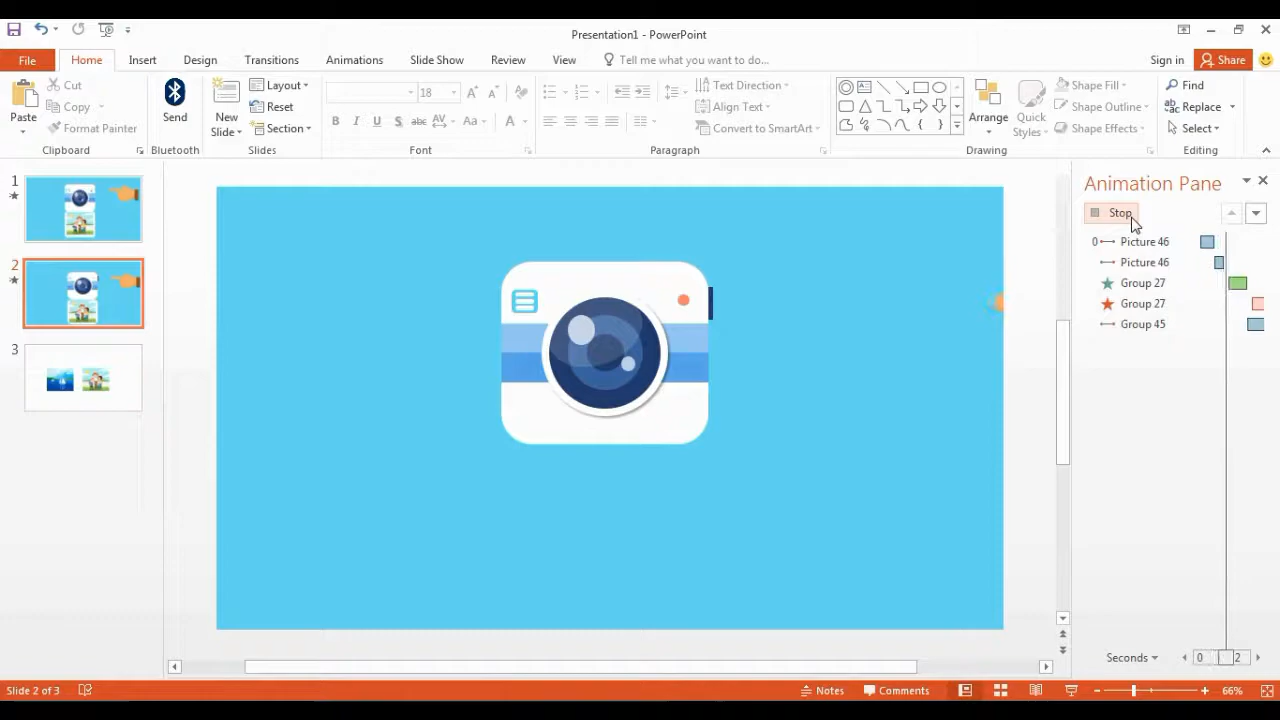 Presentation1 - PowerPoint
File Home Insert Design Transitions Animations Slide Show Review View Tell me what you want to do... Sign in Share
Paste
Cut
Copy
Format Painter
Clipboard
Send
Bluetooth
New
Slide
Layout
Reset
Section
Slides
18
B I U S abc AV Aa A
Font
Text Direction
Align Text
Convert to SmartArt
Paragraph
Arrange
Quick
Styles
Shape Fill
Shape Outline
Shape Effects
Drawing
Find
Replace
Select
Editing
1
2
3
Animation Pane
Stop
0 Picture 46
Picture 46
Group 27
Group 27
Group 45
Seconds 0 2
Slide 2 of 3 Notes Comments 66%